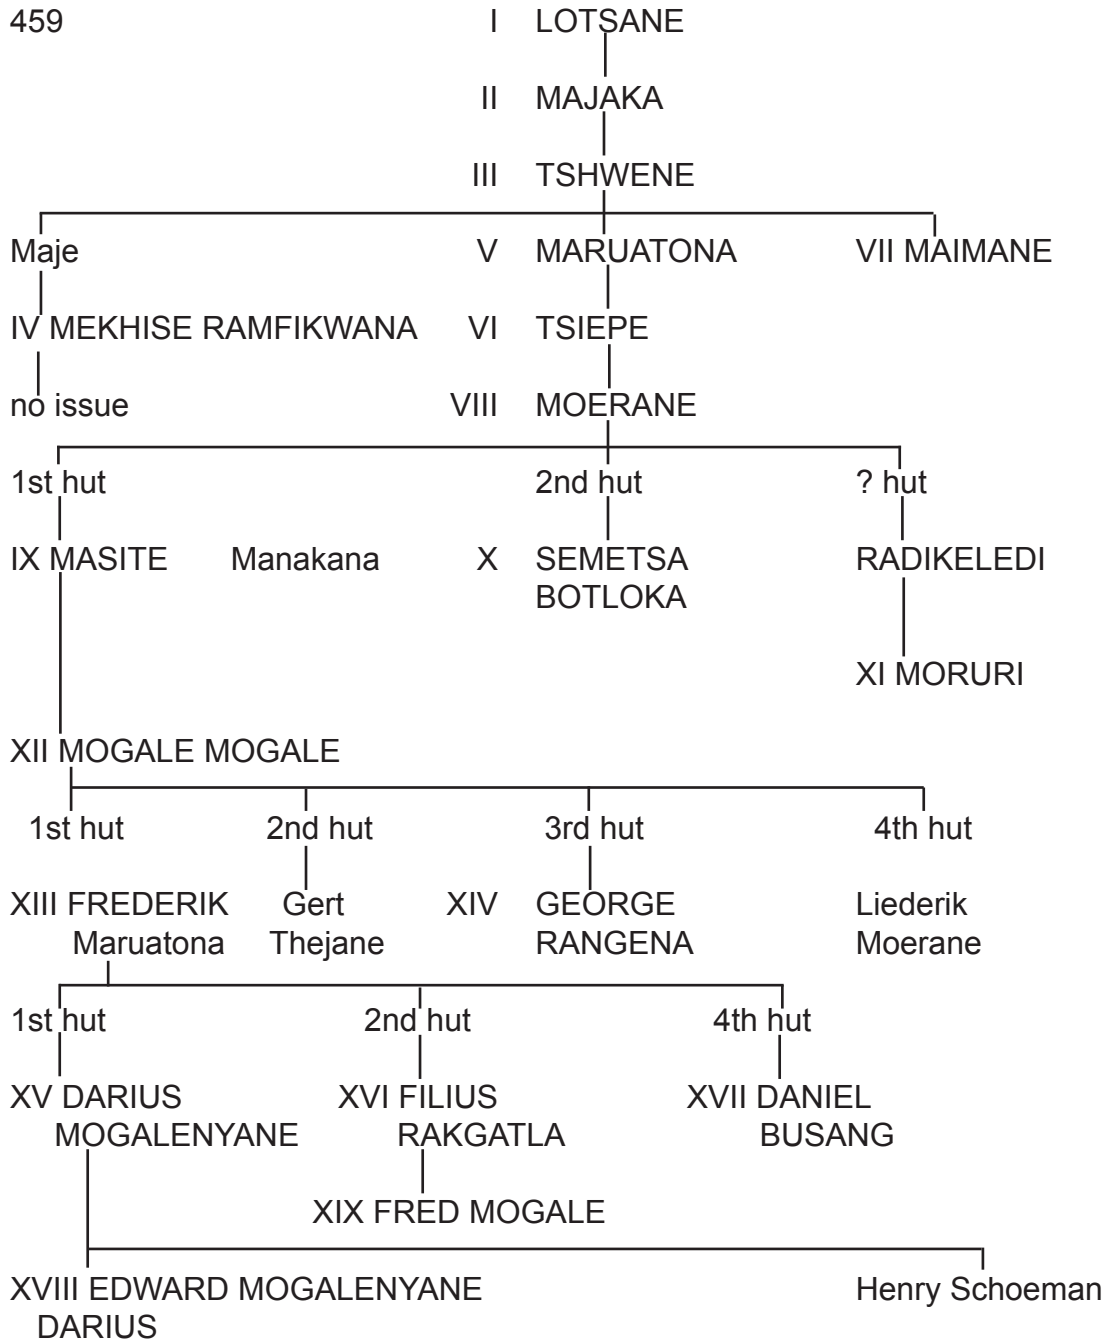 459 I LOTSANE
II MAJAKA
III TSHWENE
Maje V MARUATONA VII MAIMANE
IV MEKHISE RAMFIKWANA VI TSIEPE
no issue VIII MOERANE
1st hut 2nd hut ? hut
IX MASITE Manakana X SEMETSA RADIKELEDI
BOTLOKA
XI MORURI
XII MOGALE MOGALE
1st hut 2nd hut 3rd hut 4th hut
XIII FREDERIK Gert XIV GEORGE Liederik
Maruatona Thejane RANGENA Moerane
1st hut 2nd hut 4th hut
XV DARIUS XVI FILIUS XVII DANIEL
MOGALENYANE RAKGATLA BUSANG
XIX FRED MOGALE
XVIII EDWARD MOGALENYANE Henry Schoeman
DARIUS